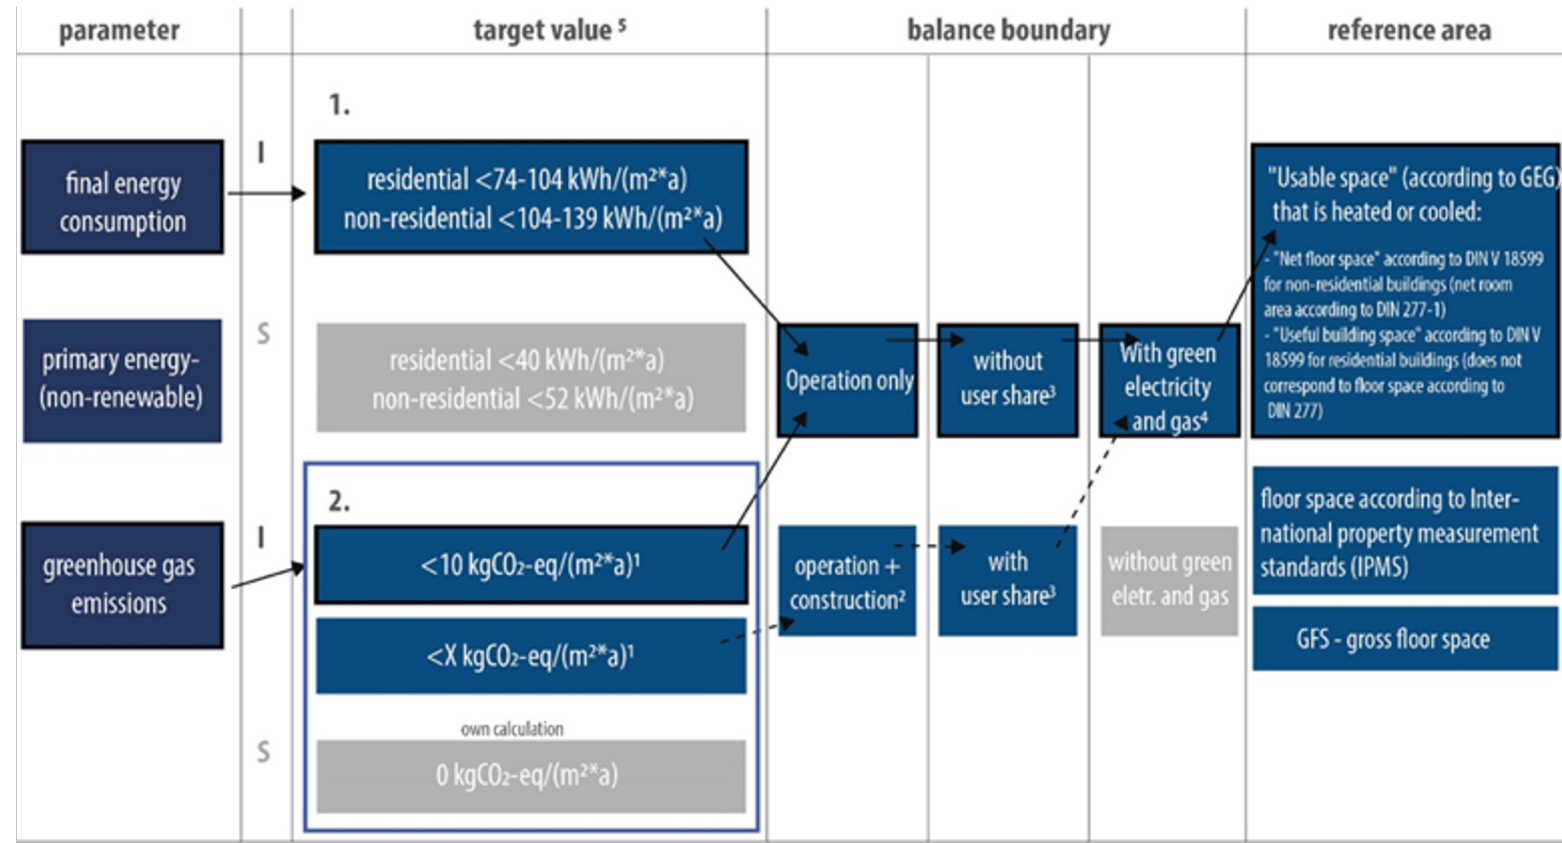 parameter
target value ⁵
balance boundary
reference area
1.
I
final energy
consumption
residential <74-104 kWh/(m²*a)
non-residential <104-139 kWh/(m²*a)
"Usable space" (according to GEG)
that is heated or cooled:
- "Net floor space" according to DIN V 18599
for non-residential buildings (net room
area according to DIN 277-1)
- "Useful building space" according to DIN V
18599 for residential buildings (does not
correspond to floor space according to
DIN 277)
S
primary energy-
(non-renewable)
residential <40 kWh/(m²*a)
non-residential <52 kWh/(m²*a)
Operation only
without
user share³
With green
electricity
and gas⁴
2.
I
greenhouse gas
emissions
<10 kgCO₂-eq/(m²*a)¹
<X kgCO₂-eq/(m²*a)¹
operation +
construction²
with
user share³
without green
eletr. and gas
floor space according to Inter-
national property measurement
standards (IPMS)
GFS - gross floor space
S
own calculation
0 kgCO₂-eq/(m²*a)